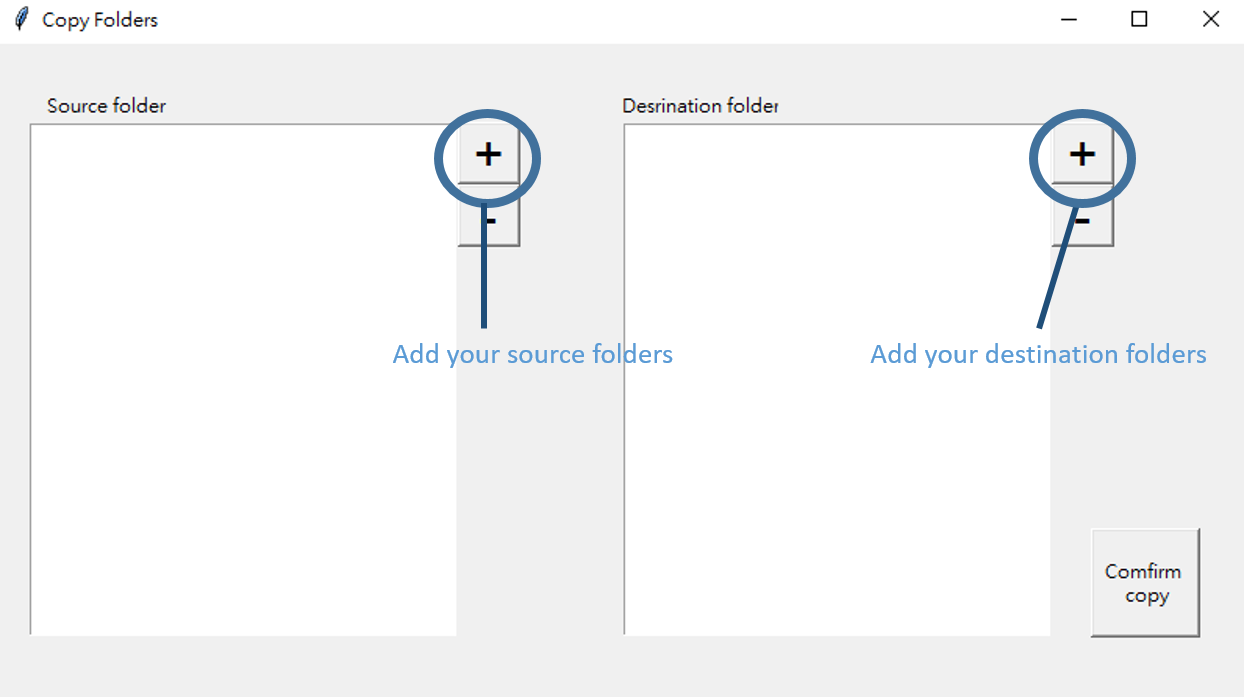 Copy Folders
Source folder
Desrination folder
+
+
-
-
Add your source folders
Add your destination folders
Comfirm
copy